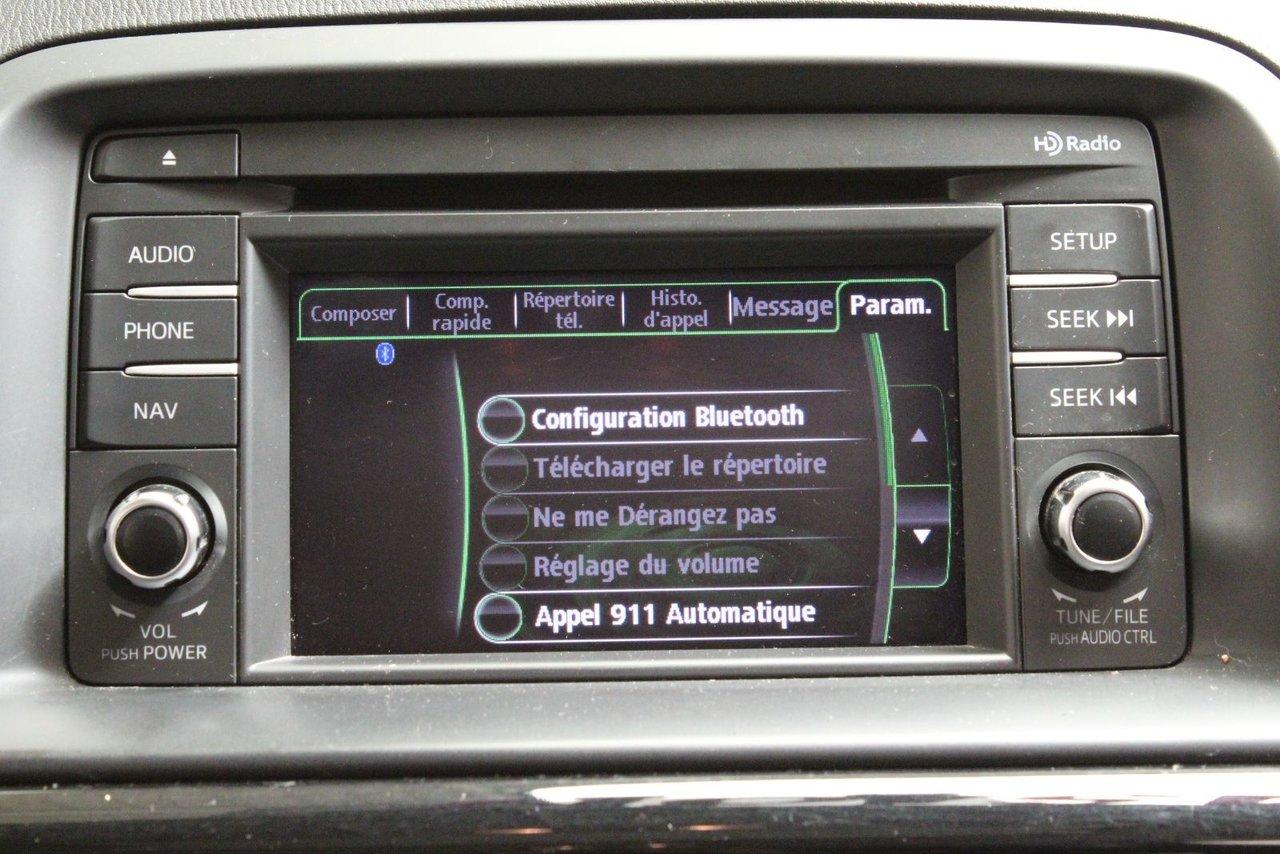 HD Radio
AUDIO
PHONE
NAV
VOL
PUSH POWER
Composer
Comp.
rapide
Répertoire
tél.
Histo.
d'appel
Message
Param.
Configuration Bluetooth
Télécharger le répertoire
Ne me Dérangez pas
Réglage du volume
Appel 911 Automatique
SETUP
SEEK
SEEK
TUNE/FILE
PUSH AUDIO CTRL